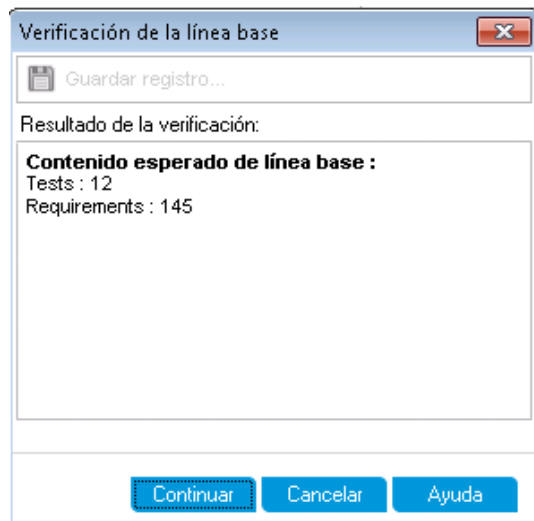 Verificación de la línea base
Guardar registro...
Resultado de la verificación:
Contenido esperado de línea base :
Tests : 12
Requirements : 145
Continuar Cancelar Ayuda